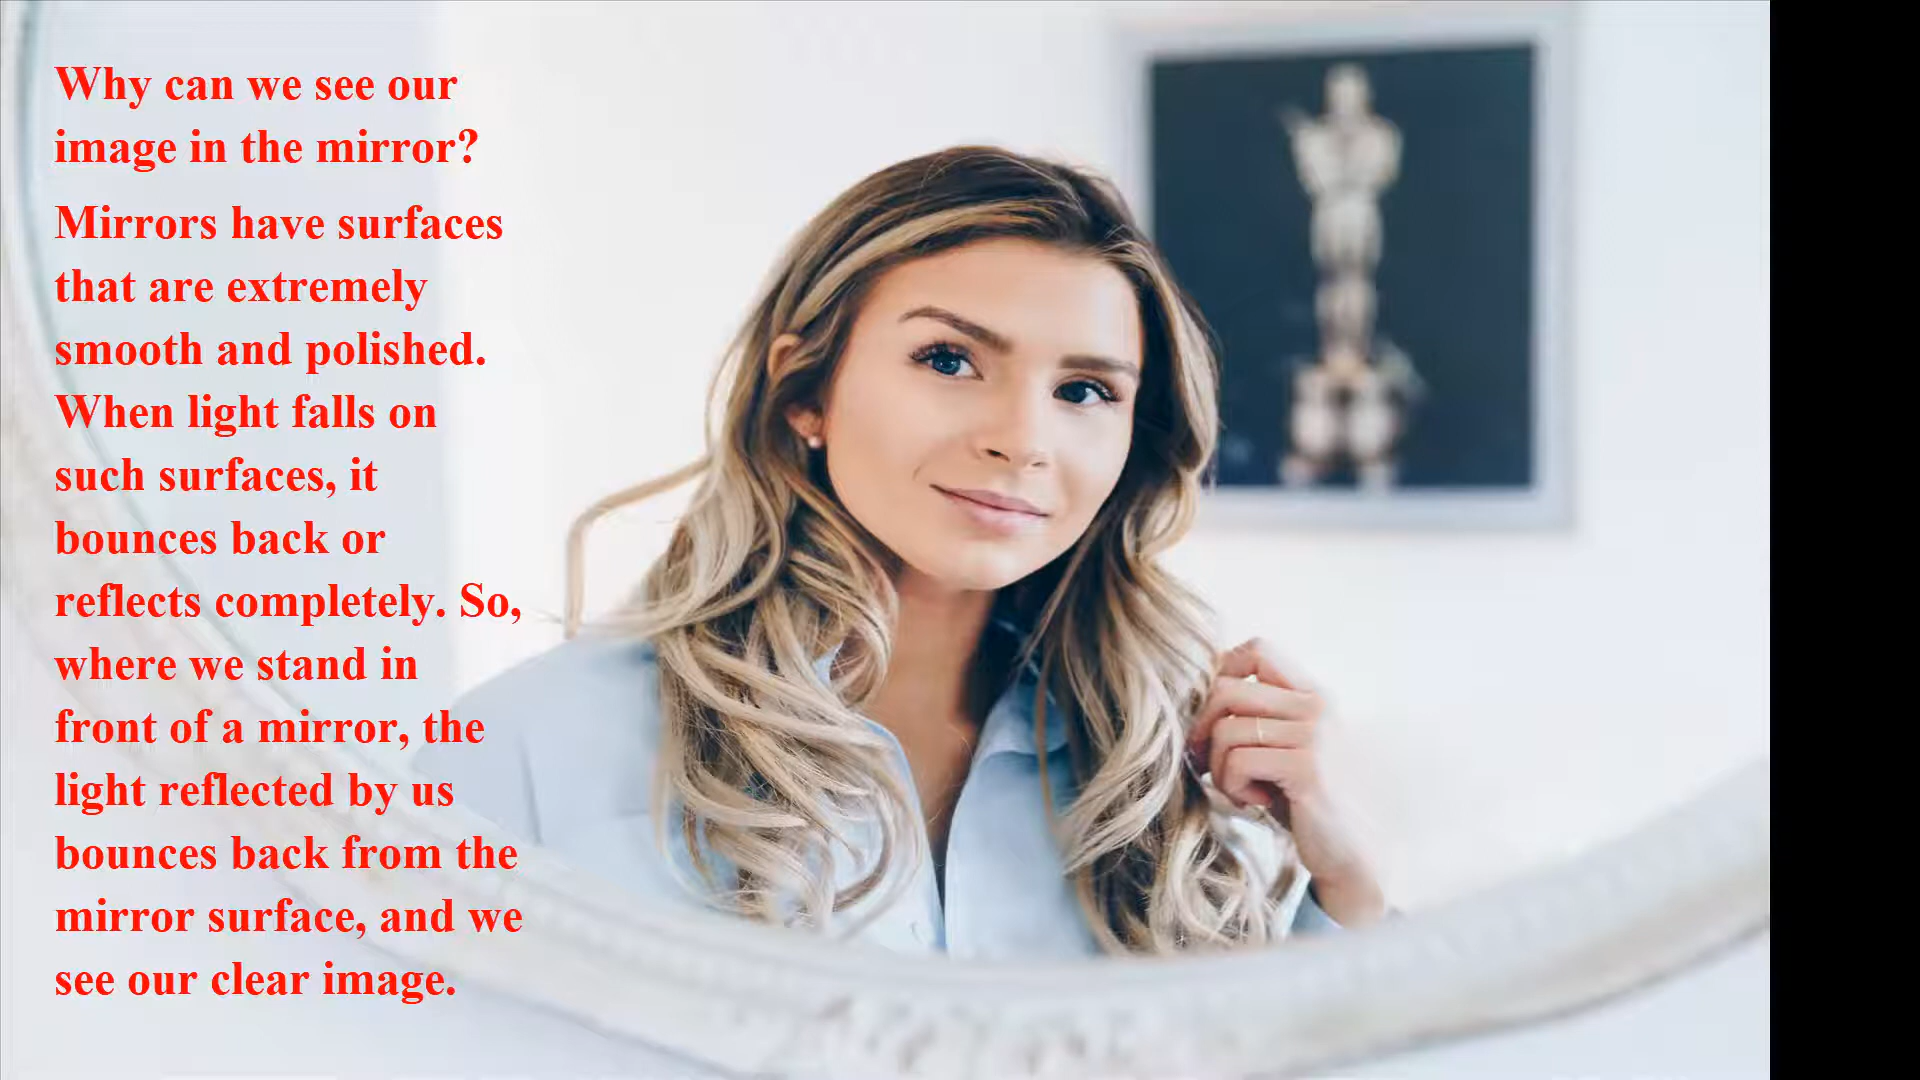 Why can we see our
image in the mirror?
Mirrors have surfaces
that are extremely
smooth and polished.
When light falls on
such surfaces, it
bounces back or
reflects completely. So,
where we stand in
front of a mirror, the
light reflected by us
bounces back from the
mirror surface, and we
see our clear image.